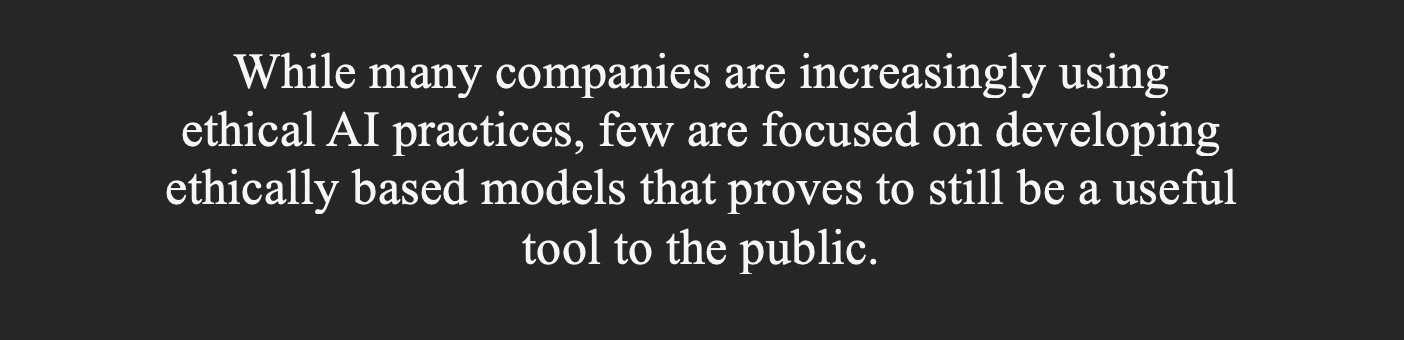 While many companies are increasingly using
ethical AI practices, few are focused on developing
ethically based models that proves to still be a useful
tool to the public.